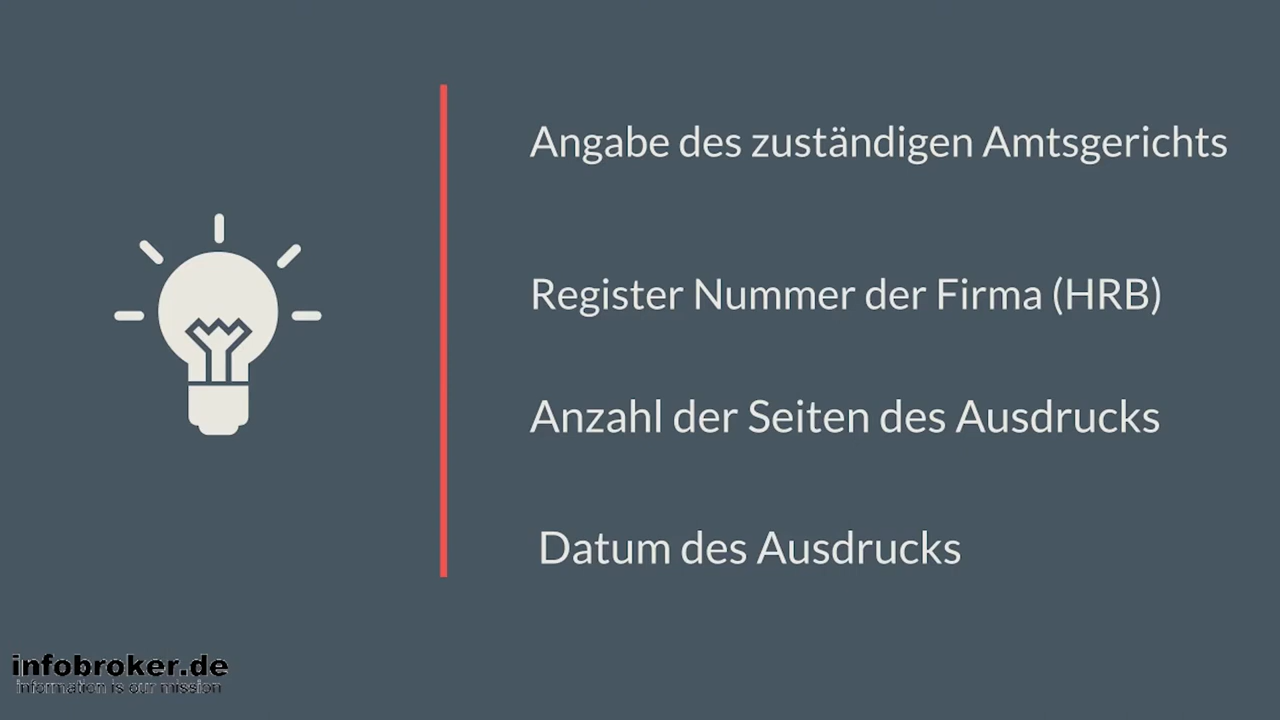 Angabe des zuständigen Amtsgerichts
Register Nummer der Firma (HRB)
Anzahl der Seiten des Ausdrucks
Datum des Ausdrucks
infobroker.de
information is our mission